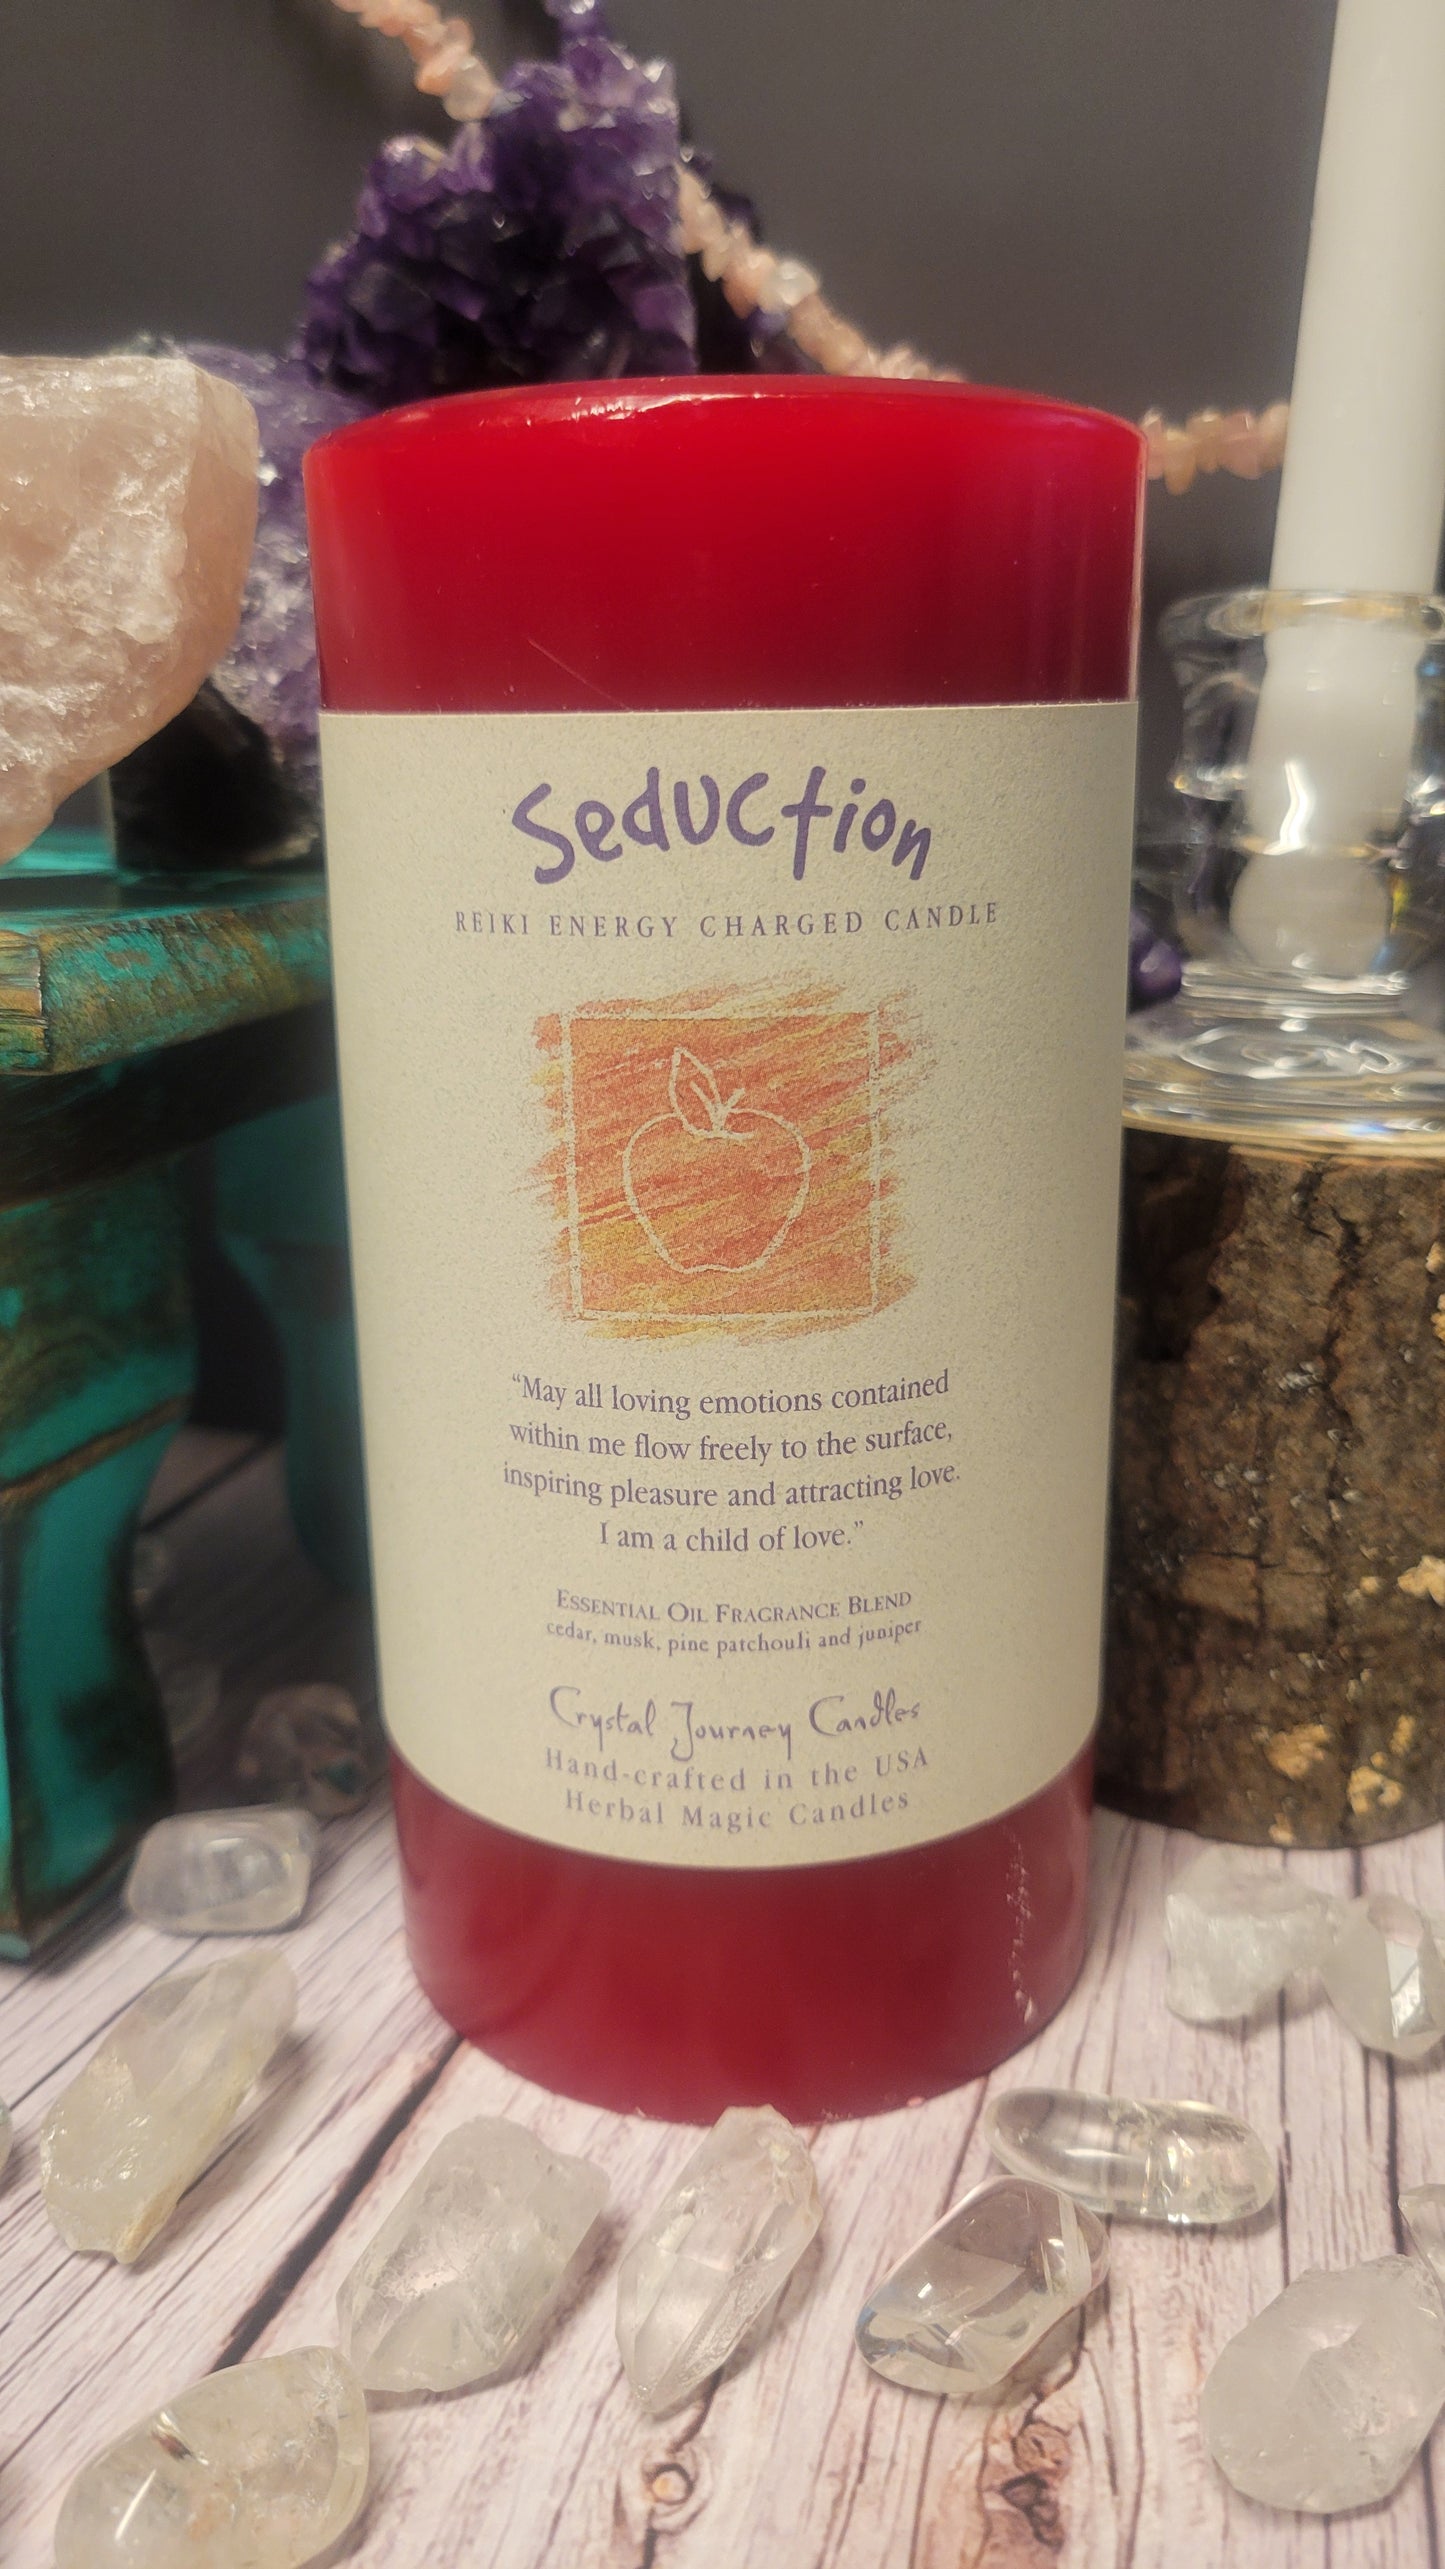 Seduction
REIKI ENERGY CHARGED CANDLE
“May all loving emotions contained
within me flow freely to the surface,
inspiring pleasure and attracting love.
I am a child of love.”
ESSENTIAL OIL FRAGRANCE BLEND
cedar, musk, pine patchouli and juniper
Crystal Journey Candles
Hand-crafted in the USA
Herbal Magic Candles